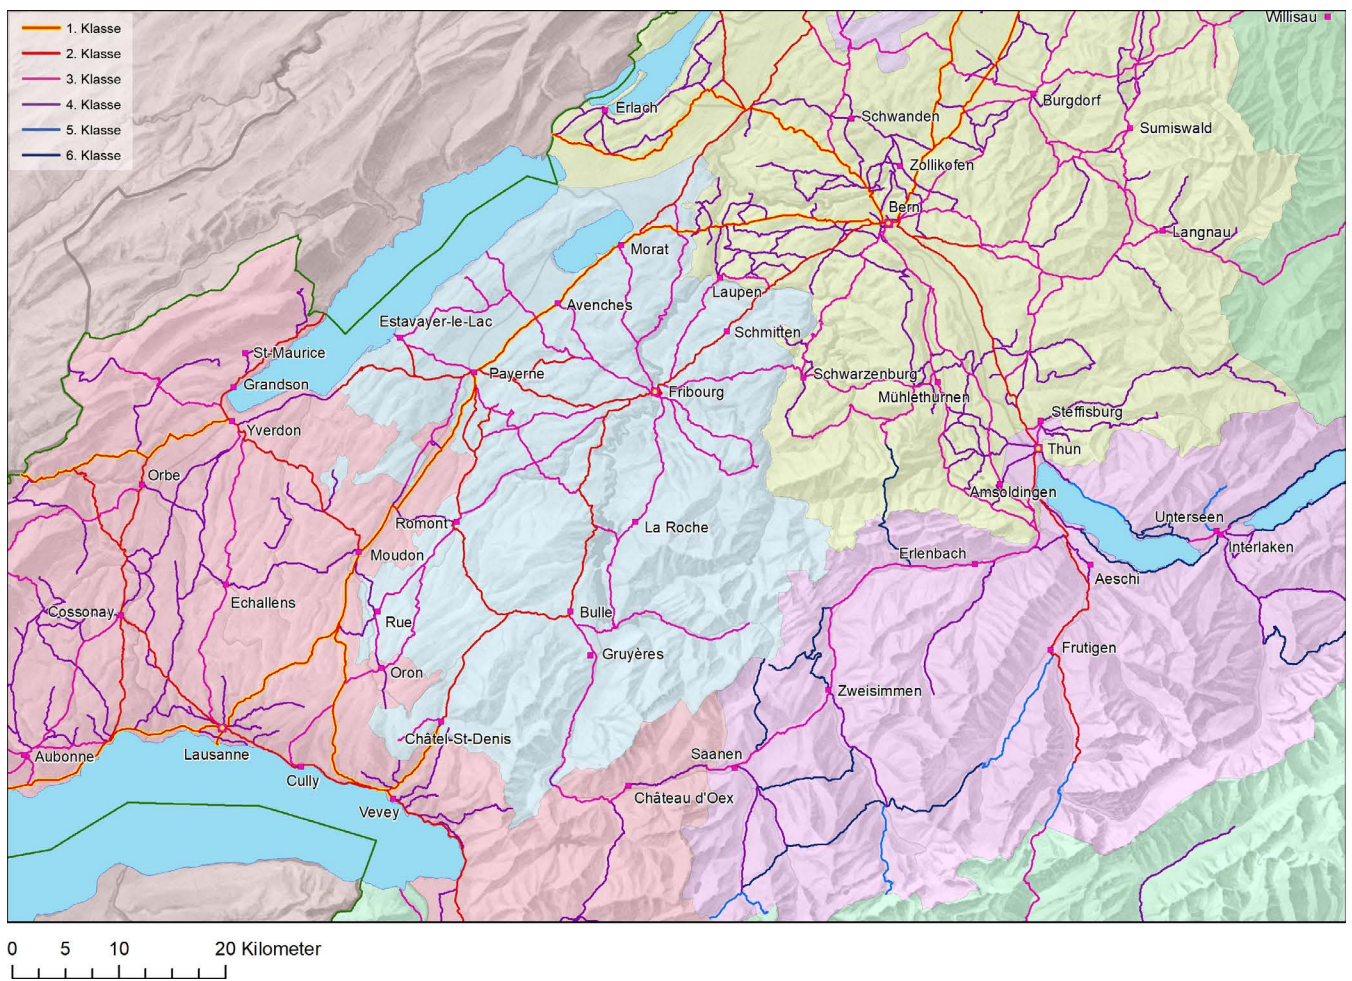 1. Klasse
2. Klasse
3. Klasse
4. Klasse
5. Klasse
6. Klasse
Willisau
Erlach
Burgdorf
Schwanden
Sumiswald
Zollikofen
Bern
Langnau
Morat
Laupen
Avenches
Estavayer-le-Lac
Schmitten
St-Maurice
Payerne
Schwarzenburg
Grandson
Fribourg
Mühlethurnen
Steffisburg
Yverdon
Thun
Orbe
Amsoldingen
Romont
La Roche
Unterseen
Moudon
Erlenbach
Interlaken
Aeschi
Echallens
Cossonay
Rue
Bulle
Gruyères
Frutigen
Oron
Zweisimmen
Châtel-St-Denis
Aubonne
Lausanne
Saanen
Cully
Château d'Oex
Vevey
0 5 10 20 Kilometer